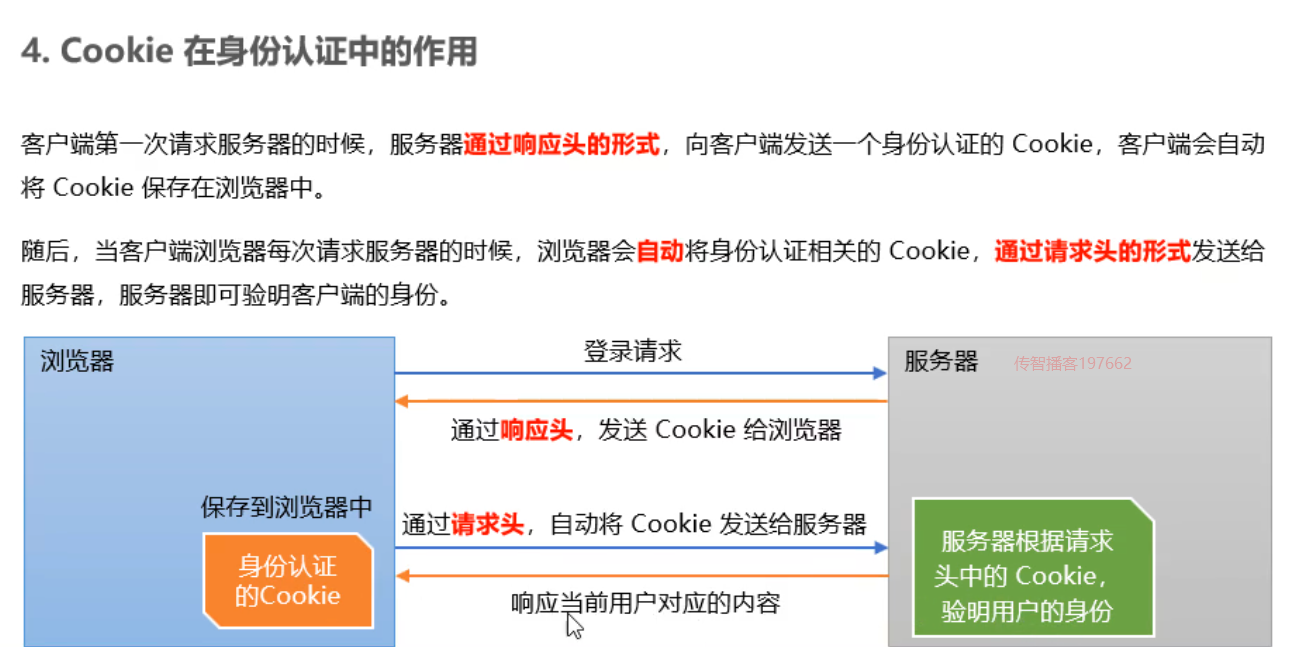 4. Cookie 在身份认证中的作用
客户端第一次请求服务器的时候，服务器通过响应头的形式，向客户端发送一个身份认证的 Cookie，客户端会自动
将 Cookie 保存在浏览器中。
随后，当客户端浏览器每次请求服务器的时候，浏览器会自动将身份认证相关的 Cookie，通过请求头的形式发送给
服务器，服务器即可验明客户端的身份。
浏览器
登录请求
服务器
传智播客197662
通过响应头，发送 Cookie 给浏览器
保存到浏览器中
通过请求头，自动将 Cookie 发送给服务器
身份认证
的Cookie
服务器根据请求
头中的 Cookie，
验明用户的身份
响应当前用户对应的内容